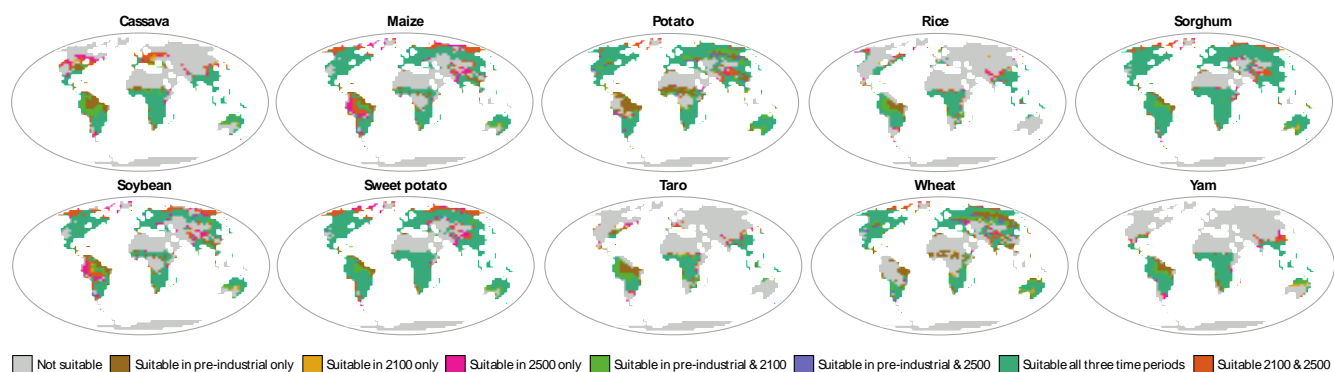 Cassava Maize Potato Rice Sorghum
Soybean Sweet potato Taro Wheat Yam
Not suitable Suitable in pre-industrial only Suitable in 2100 only Suitable in 2500 only Suitable in pre-industrial & 2100 Suitable in pre-industrial & 2500 Suitable all three time periods Suitable 2100 & 2500